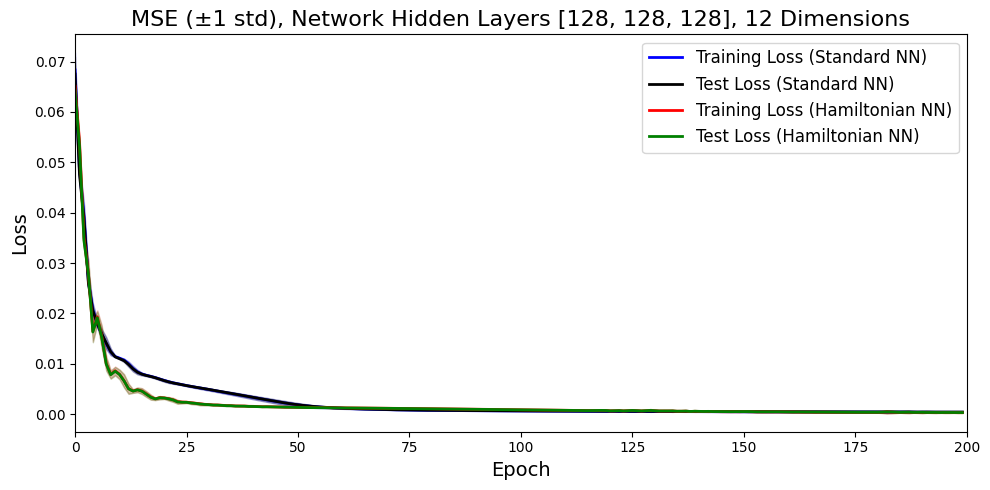 MSE (±1 std), Network Hidden Layers [128, 128, 128], 12 Dimensions
Training Loss (Standard NN)
Test Loss (Standard NN)
Training Loss (Hamiltonian NN)
Test Loss (Hamiltonian NN)
Loss
0.07
0.06
0.05
0.04
0.03
0.02
0.01
0.00
0 25 50 75 100 125 150 175 200
Epoch